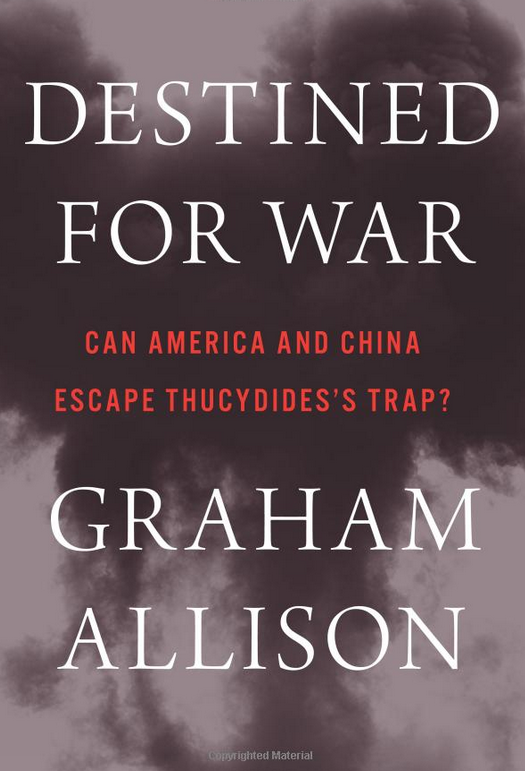 DESTINED
FOR WAR
CAN AMERICA AND CHINA
ESCAPE THUCYDIDES'S TRAP?
GRAHAM
ALLISON
Copyrighted Material